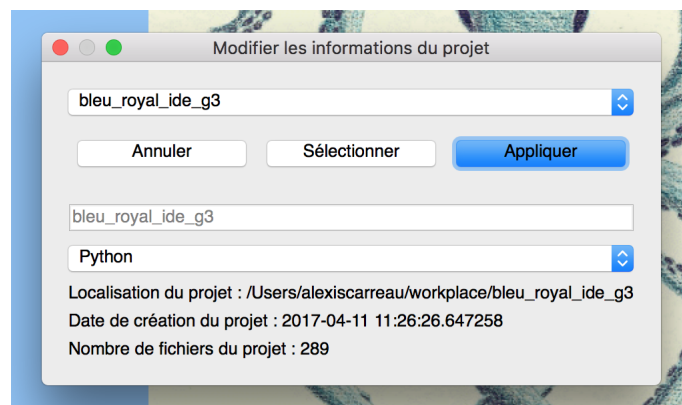 Modifier les informations du projet
bleu_royal_ide_g3
Annuler Sélectionner Appliquer
bleu_royal_ide_g3
Python
Localisation du projet : /Users/alexiscarreau/workplace/bleu_royal_ide_g3
Date de création du projet : 2017-04-11 11:26:26.647258
Nombre de fichiers du projet : 289